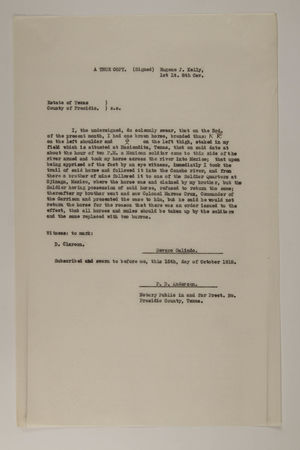 A TRUE COPY. (Signed) Eugene J. Kelly,
1st Lt. 8th Cav.
Estate of Texas )
County of Presidio. ) s.s.
I, the undersigned, do solemnly swear, that on the 3rd,
of the present month, I had one brown horse, branded thus:
on the left shoulder and on the left thigh, staked in my
field which is situated at Haciendita, Texas, that on said date at
about the hour of two P.M. a Mexican soldier came to this side of the
river armed and took my horse across the river into Mexico; that upon
being apprised of the fact by an eye witness, immediately I took the
trail of said horse and followed it into the Concho river, and from
there a brother of mine followed it to one of the Soldier quarters at
Ojinaga, Mexico, where the horse was and claimed by my brother, but the
Soldier having possession of said horse, refused to return the same;
thereafter my brother went and saw Colonel Marcos Cruz, Commander of
the Garrison and presented the case to him, but he said he would not
return the horse for the reason that there was an order issued to the
effect, that all horses and mules should be taken up by the soldiers
and the same replaced with two burros.
Witness: to mark:
D. Clayson.
Subscribed and sworn to before me, this 15th, day of October 1918.
P. D. Anderson.
Notary Public in and for Prect. No.
Presidio County, Texas.